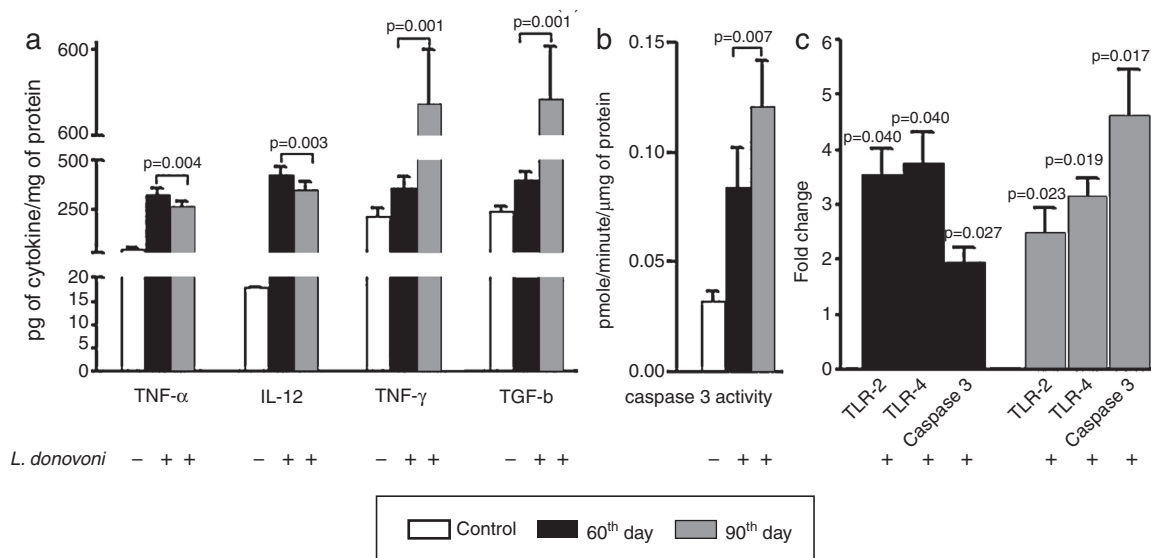 a
p=0.001
p=0.001
600
600
500
250
20
15
10
5
0
pg of cytokine/mg of protein
p=0.004
p=0.003
TNF-α
IL-12
TNF-γ
TGF-b
b
p=0.007
0.15
0.10
0.05
0.00
pmole/minute/µmg of protein
caspase 3 activity
c
6
5
4
3
2
1
0
Fold change
p=0.040
p=0.040
p=0.027
p=0.023
p=0.019
p=0.017
TLR-2
TLR-4
Caspase 3
TLR-2
TLR-4
Caspase 3
L. donovoni – + + – + + – + + – + + – + + + + + + + +
Control 60th day 90th day